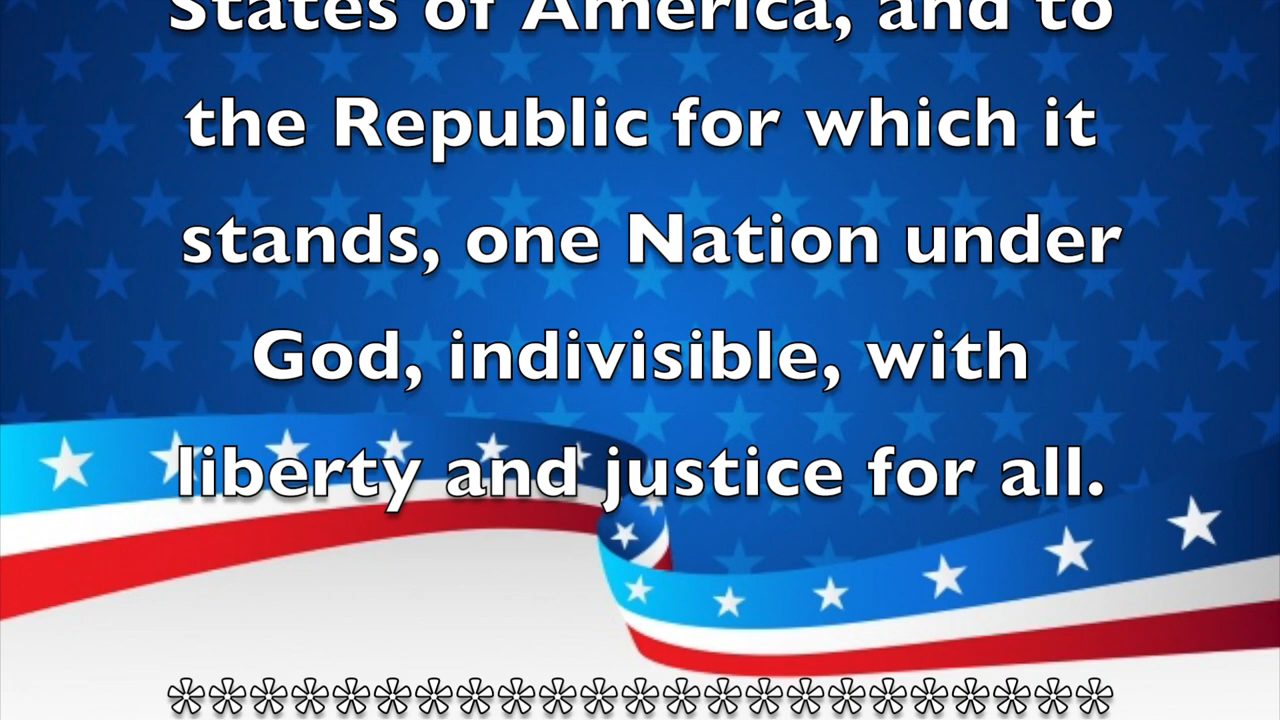 States of America, and to
the Republic for which it
stands, one Nation under
God, indivisible, with
liberty and justice for all.
***********************